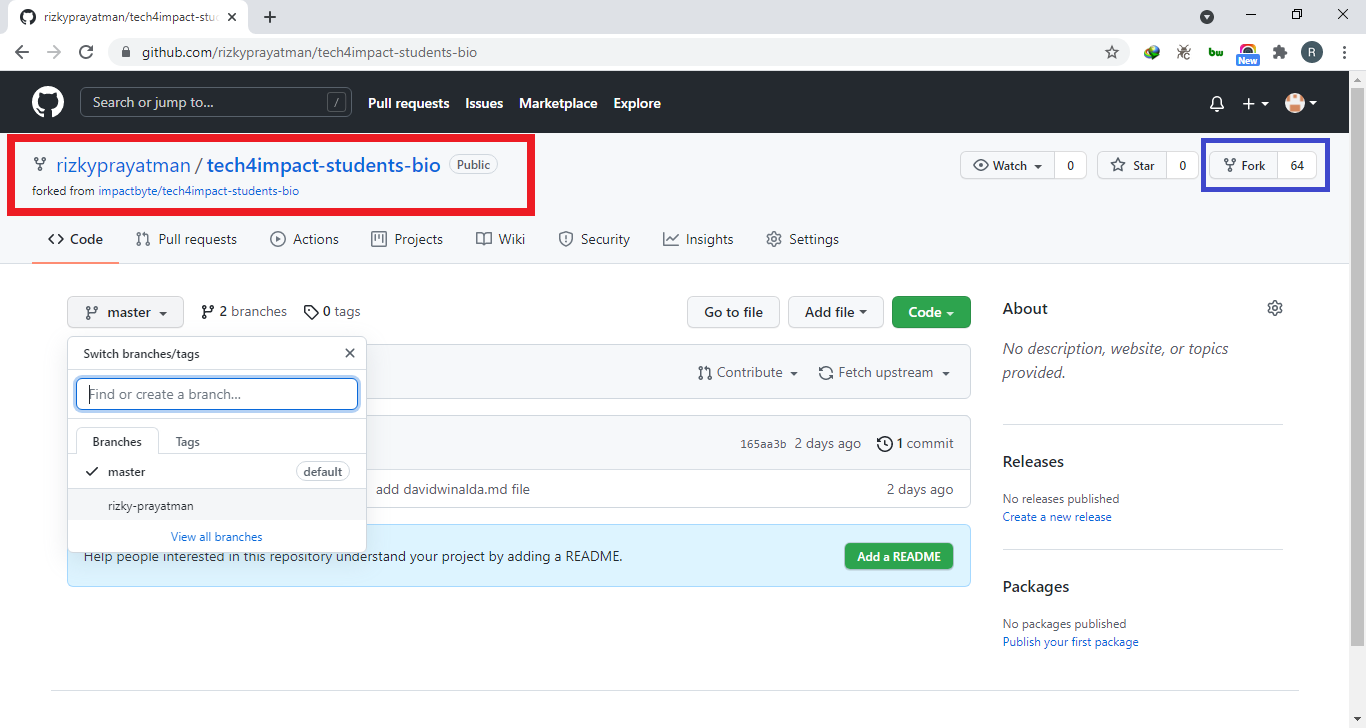 rizkyprayatman/tech4impact-stu
github.com/rizkyprayatman/tech4impact-students-bio
bw
New
R
Search or jump to...
/
Pull requests
Issues
Marketplace
Explore
rizkyprayatman / tech4impact-students-bio Public
forked from impactbyte/tech4impact-students-bio
Watch 0
Star 0
Fork 64
Code
Pull requests
Actions
Projects
Wiki
Security
Insights
Settings
master
2 branches
0 tags
Go to file
Add file
Code
Switch branches/tags
Find or create a branch...
Branches
Tags
master default
rizky-prayatman
View all branches
Contribute
Fetch upstream
165aa3b 2 days ago 1 commit
add davidwinalda.md file 2 days ago
Help people interested in this repository understand your project by adding a README.
Add a README
About
No description, website, or topics
provided.
Releases
No releases published
Create a new release
Packages
No packages published
Publish your first package